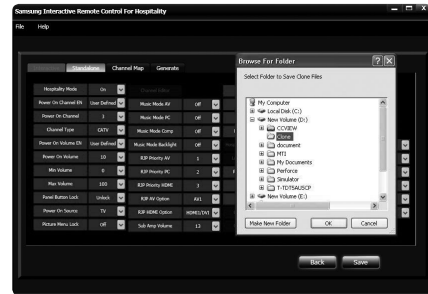 Samsung Interactive Remote Control For Hospitality
File Help
Standalone Channel Map Generate
Hospitality Mode On
Power On Channel EN User Defined
Power On Channel 3
Channel Type CATV
Power On Volume EN User Defined
Power On Volume 10
Min Volume 0
Max Volume 100
Panel Button Lock Unlock
Power On Source TV
Picture Menu Lock Off
Channel Editor
Music Mode AV Off
Music Mode PC Off
Music Mode Comp Off
Music Mode Backlight Off
RJP Priority AV 1
RJP Priority PC 2
RJP Priority HDMI 3
RJP AV Option AV1
RJP HDMI Option HDMI1/DVI
Sub Amp Volume 13
Browse For Folder
Select Folder to Save Clone Files
My Computer
Local Disk (C:)
New Volume (D:)
CCVIEW
Clone
document
MTI
My Documents
Perforce
Simulator
T-TDT5AUSCP
New Volume (E:)
Make New Folder OK Cancel
Back Save